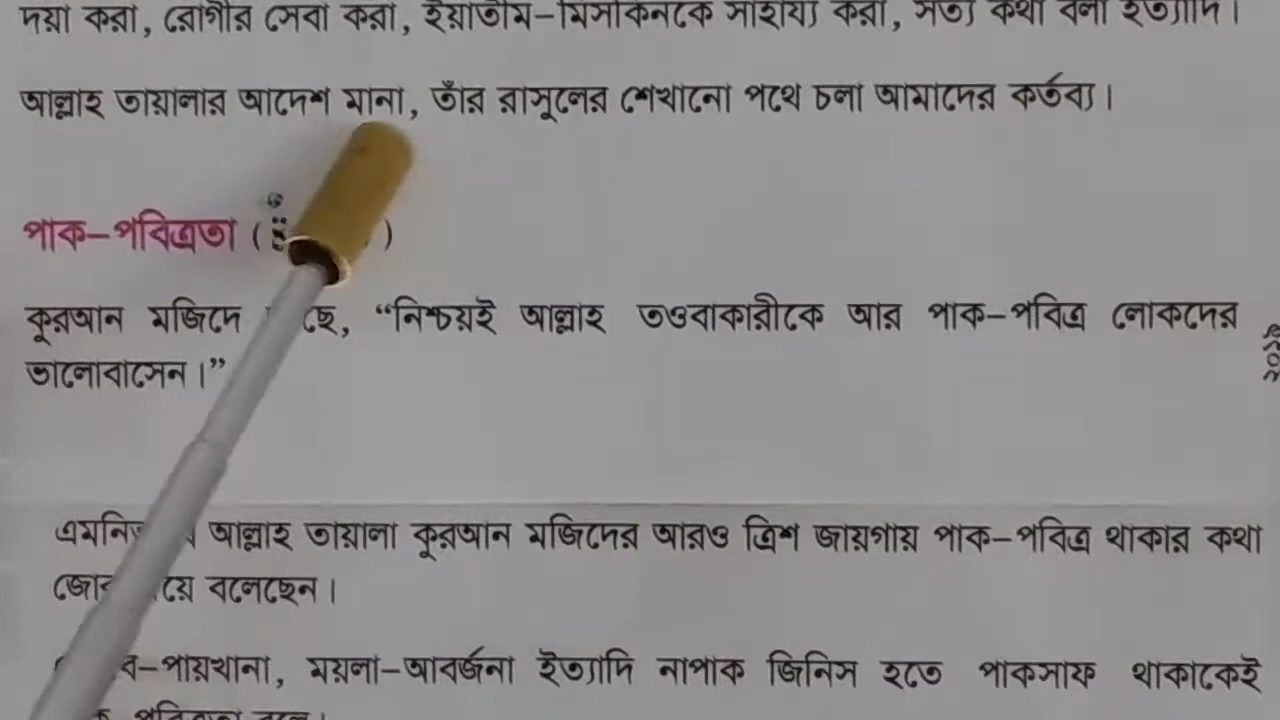 দয়া করা, রোগীর সেবা করা, ইয়াতীম-মিসকিনকে সাহায্য করা, সত্য কথা বলা ইত্যাদি।
আল্লাহ তায়ালার আদেশ মানা, তাঁর রাসূলের শেখানো পথে চলা আমাদের কর্তব্য।
পাক-পবিত্রতা ( )
কুরআন মজিদে “নিশ্চয়ই আল্লাহ তওবাকারীকে আর পাক-পবিত্র লোকদের
ভালোবাসেন।”
আল্লাহ তায়ালা কুরআন মজিদের আরও ত্রিশ জায়গায় পাক-পবিত্র থাকার কথা
বলেছেন।
পায়খানা, ময়লা-আবর্জনা ইত্যাদি নাপাক জিনিস হতে পাকসাফ থাকাকেই